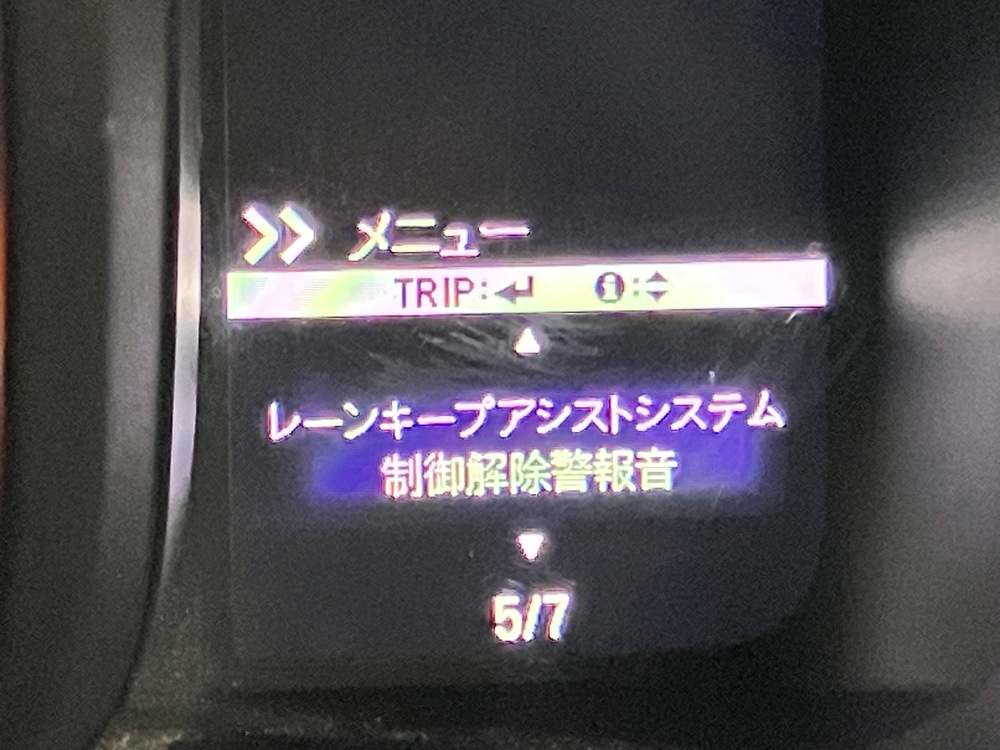 >> メニュー
TRIP:↵ ℹ:◆
▲
レーンキープアシストシステム
制御解除警報音
▼
5/7